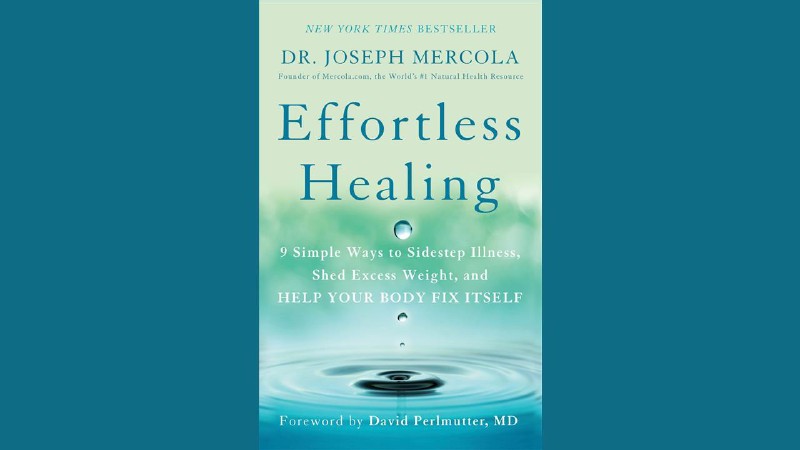 NEW YORK TIMES BESTSELLER
DR. JOSEPH MERCOLA
Founder of Mercola.com, the World's #1 Natural Health Resource
Effortless
Healing
9 Simple Ways to Sidestep Illness,
Shed Excess Weight, and
HELP YOUR BODY FIX ITSELF
Foreword by David Perlmutter, MD